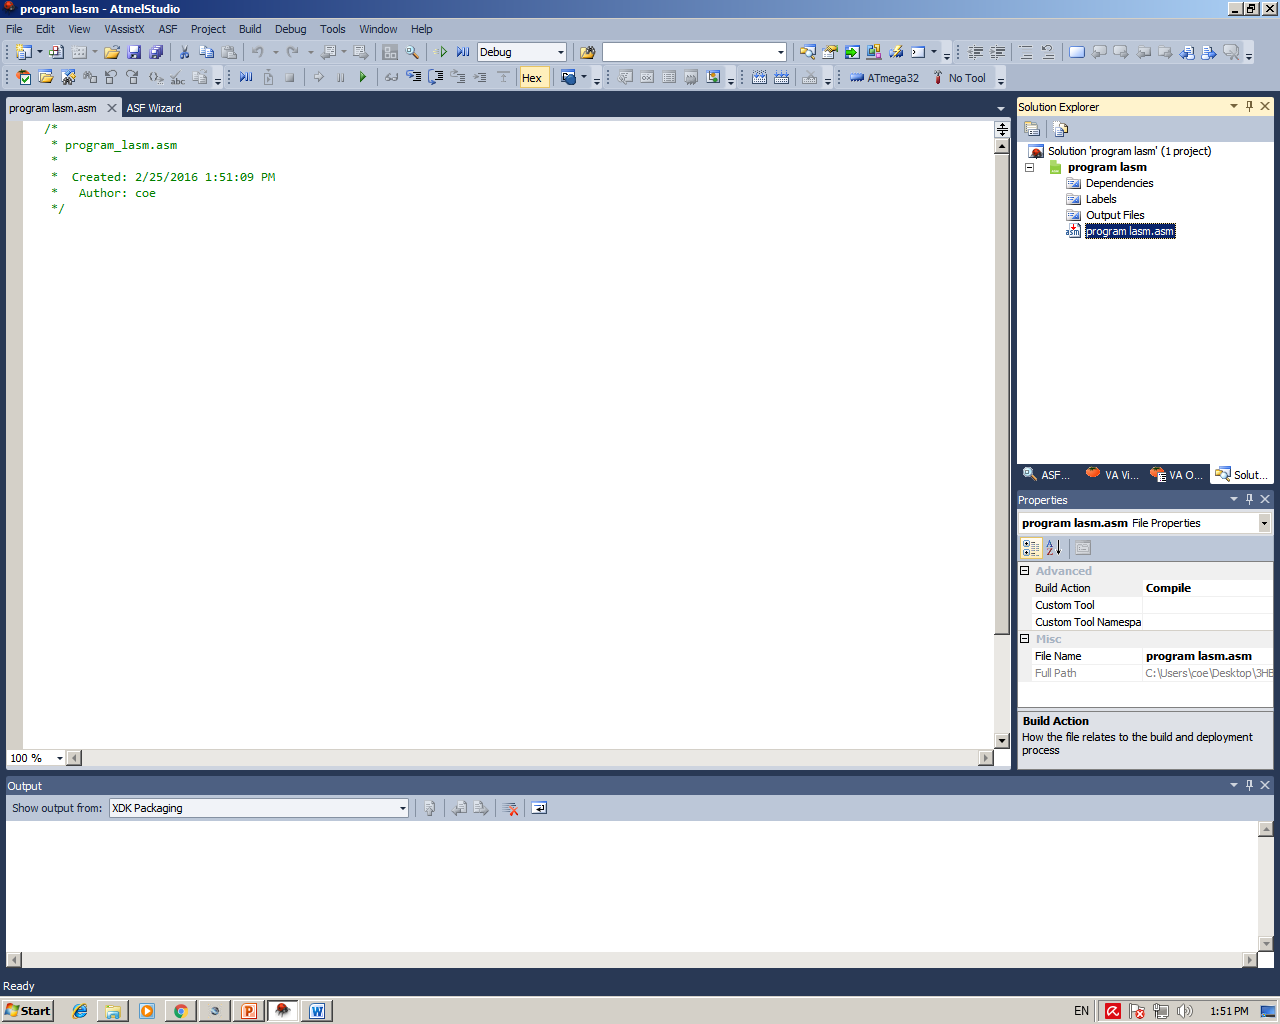 program lasm - AtmelStudio
File Edit View VAssistX ASF Project Build Debug Tools Window Help
Debug
Hex
ATmega32 No Tool
program lasm.asm
ASF Wizard
/*
* program_lasm.asm
*
* Created: 2/25/2016 1:51:09 PM
* Author: coe
*/
100 %
Solution Explorer
Solution 'program lasm' (1 project)
program lasm
Dependencies
Labels
Output Files
asm program lasm.asm
ASF... VA Vi... VA O... Solut...
Properties
program lasm.asm File Properties
Advanced
Build Action Compile
Custom Tool
Custom Tool Namespa
Misc
File Name program lasm.asm
Full Path C:\Users\coe\Desktop\3HE
Build Action
How the file relates to the build and deployment
process
Output
Show output from: XDK Packaging
Ready
Start
EN
1:51 PM